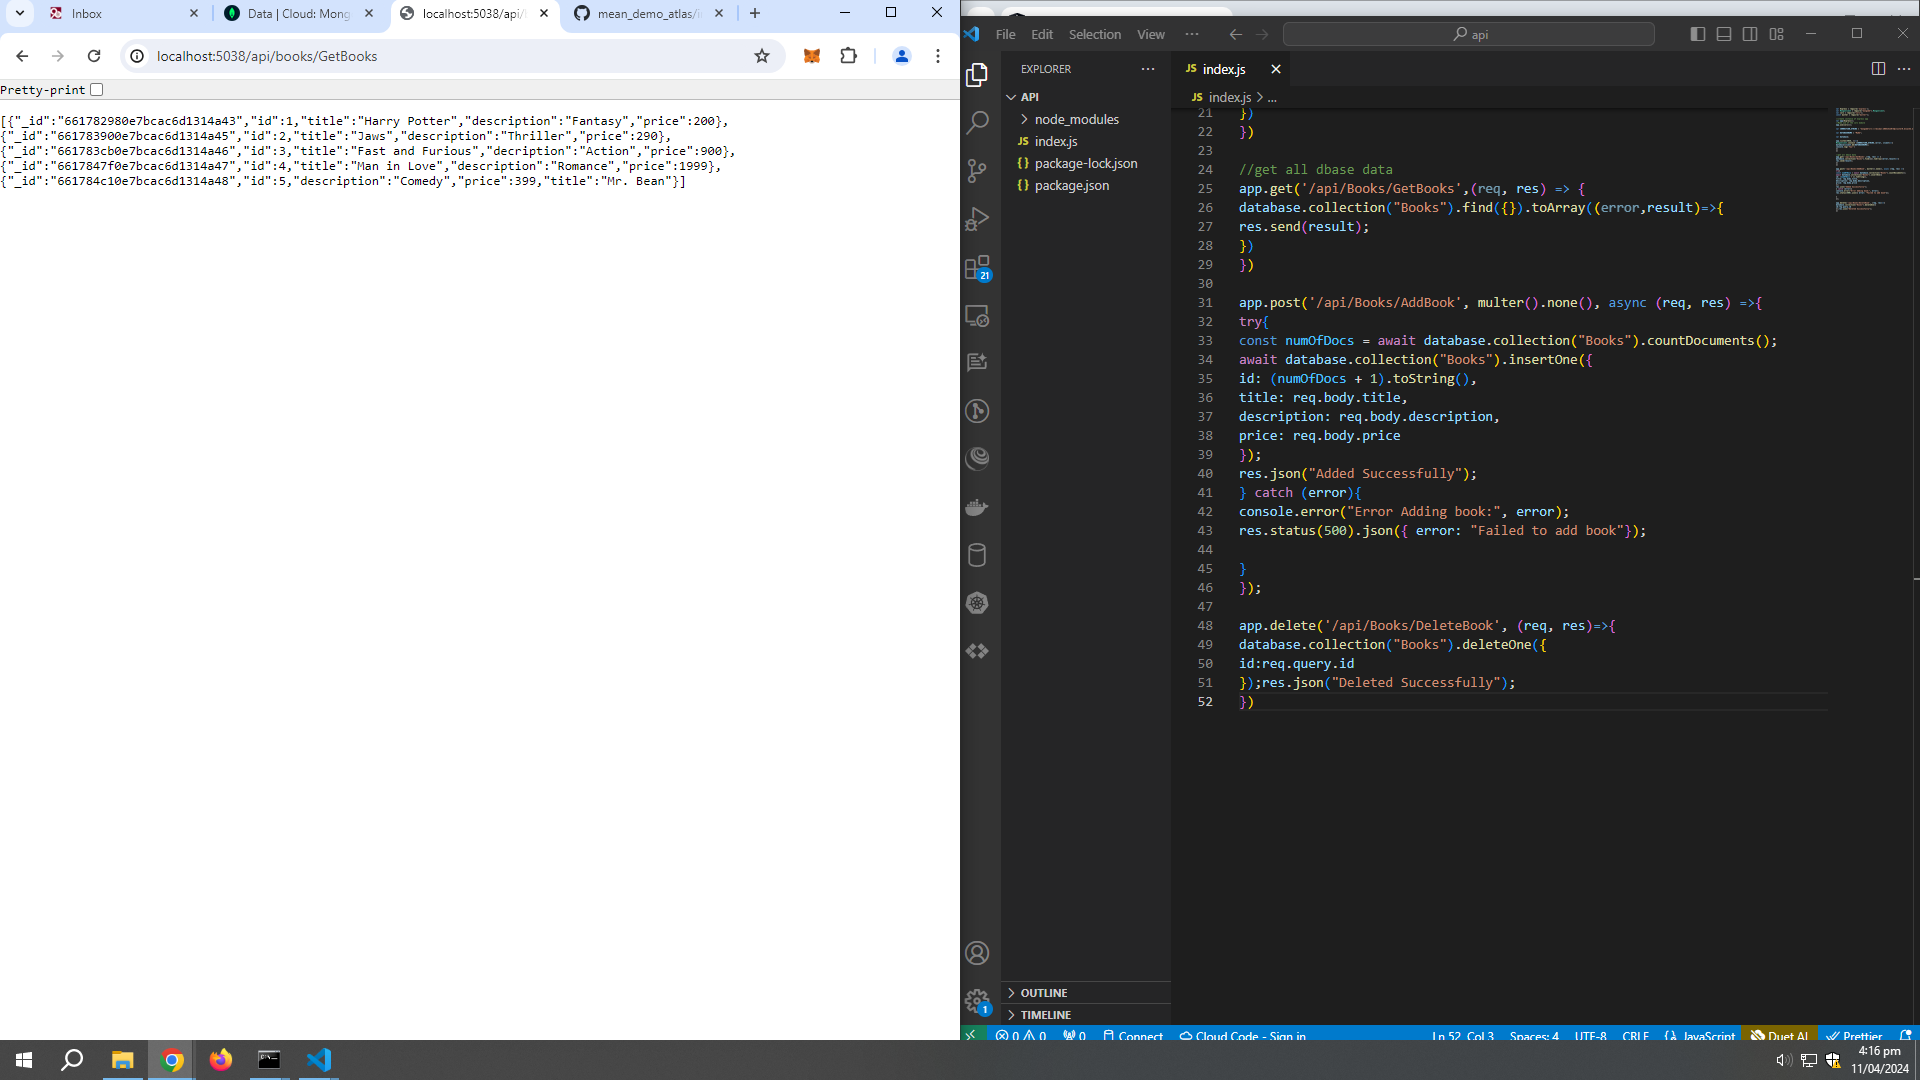 Inbox
Data | Cloud: Mong
localhost:5038/api/
mean_demo_atlas/i
localhost:5038/api/books/GetBooks
Pretty-print
[{"_id":"661782980e7bcac6d1314a43","id":1,"title":"Harry Potter","description":"Fantasy","price":200},
{"_id":"661783900e7bcac6d1314a45","id":2,"title":"Jaws","description":"Thriller","price":290},
{"_id":"661783cb0e7bcac6d1314a46","id":3,"title":"Fast and Furious","decription":"Action","price":900},
{"_id":"6617847f0e7bcac6d1314a47","id":4,"title":"Man in Love","description":"Romance","price":1999},
{"_id":"661784c10e7bcac6d1314a48","id":5,"description":"Comedy","price":399,"title":"Mr. Bean"}]
File Edit Selection View ···
api
EXPLORER
API
node_modules
JS index.js
{} package-lock.json
{} package.json
OUTLINE
TIMELINE
21
1
JS index.js
JS index.js > ...
21 })
22 })
23
24 //get all dbase data
25 app.get('/api/Books/GetBooks',(req, res) => {
26 database.collection("Books").find({}).toArray((error,result)=>{
27 res.send(result);
28 })
29 })
30
31 app.post('/api/Books/AddBook', multer().none(), async (req, res) =>{
32 try{
33 const numOfDocs = await database.collection("Books").countDocuments();
34 await database.collection("Books").insertOne({
35 id: (numOfDocs + 1).toString(),
36 title: req.body.title,
37 description: req.body.description,
38 price: req.body.price
39 });
40 res.json("Added Successfully");
41 } catch (error){
42 console.error("Error Adding book:", error);
43 res.status(500).json({ error: "Failed to add book"});
44
45 }
46 });
47
48 app.delete('/api/Books/DeleteBook', (req, res)=>{
49 database.collection("Books").deleteOne({
50 id:req.query.id
51 });res.json("Deleted Successfully");
52 })
0 0 0 Connect Cloud Code - Sign in Ln 52, Col 3 Spaces: 4 UTF-8 CRLF {} JavaScript Duet AI Prettier
4:16 pm
11/04/2024